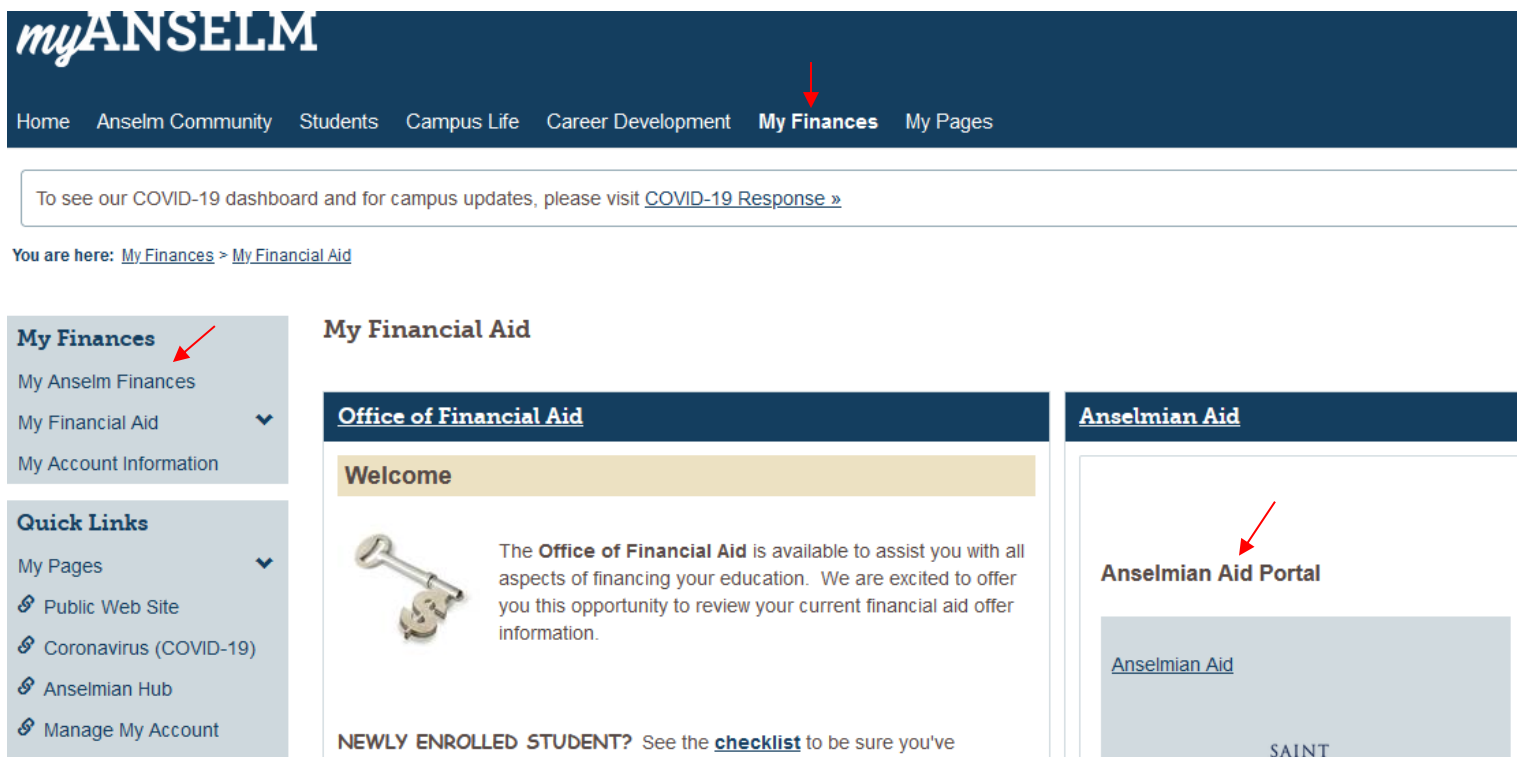 myANSELM
Home Anselm Community Students Campus Life Career Development My Finances My Pages
To see our COVID-19 dashboard and for campus updates, please visit COVID-19 Response »
You are here: My Finances > My Financial Aid
My Finances
My Anselm Finances
My Financial Aid
My Account Information
Quick Links
My Pages
Public Web Site
Coronavirus (COVID-19)
Anselmian Hub
Manage My Account
My Financial Aid
Office of Financial Aid
Welcome
The Office of Financial Aid is available to assist you with all
aspects of financing your education. We are excited to offer
you this opportunity to review your current financial aid offer
information.
NEWLY ENROLLED STUDENT? See the checklist to be sure you've
Anselmian Aid
Anselmian Aid Portal
Anselmian Aid
SAINT